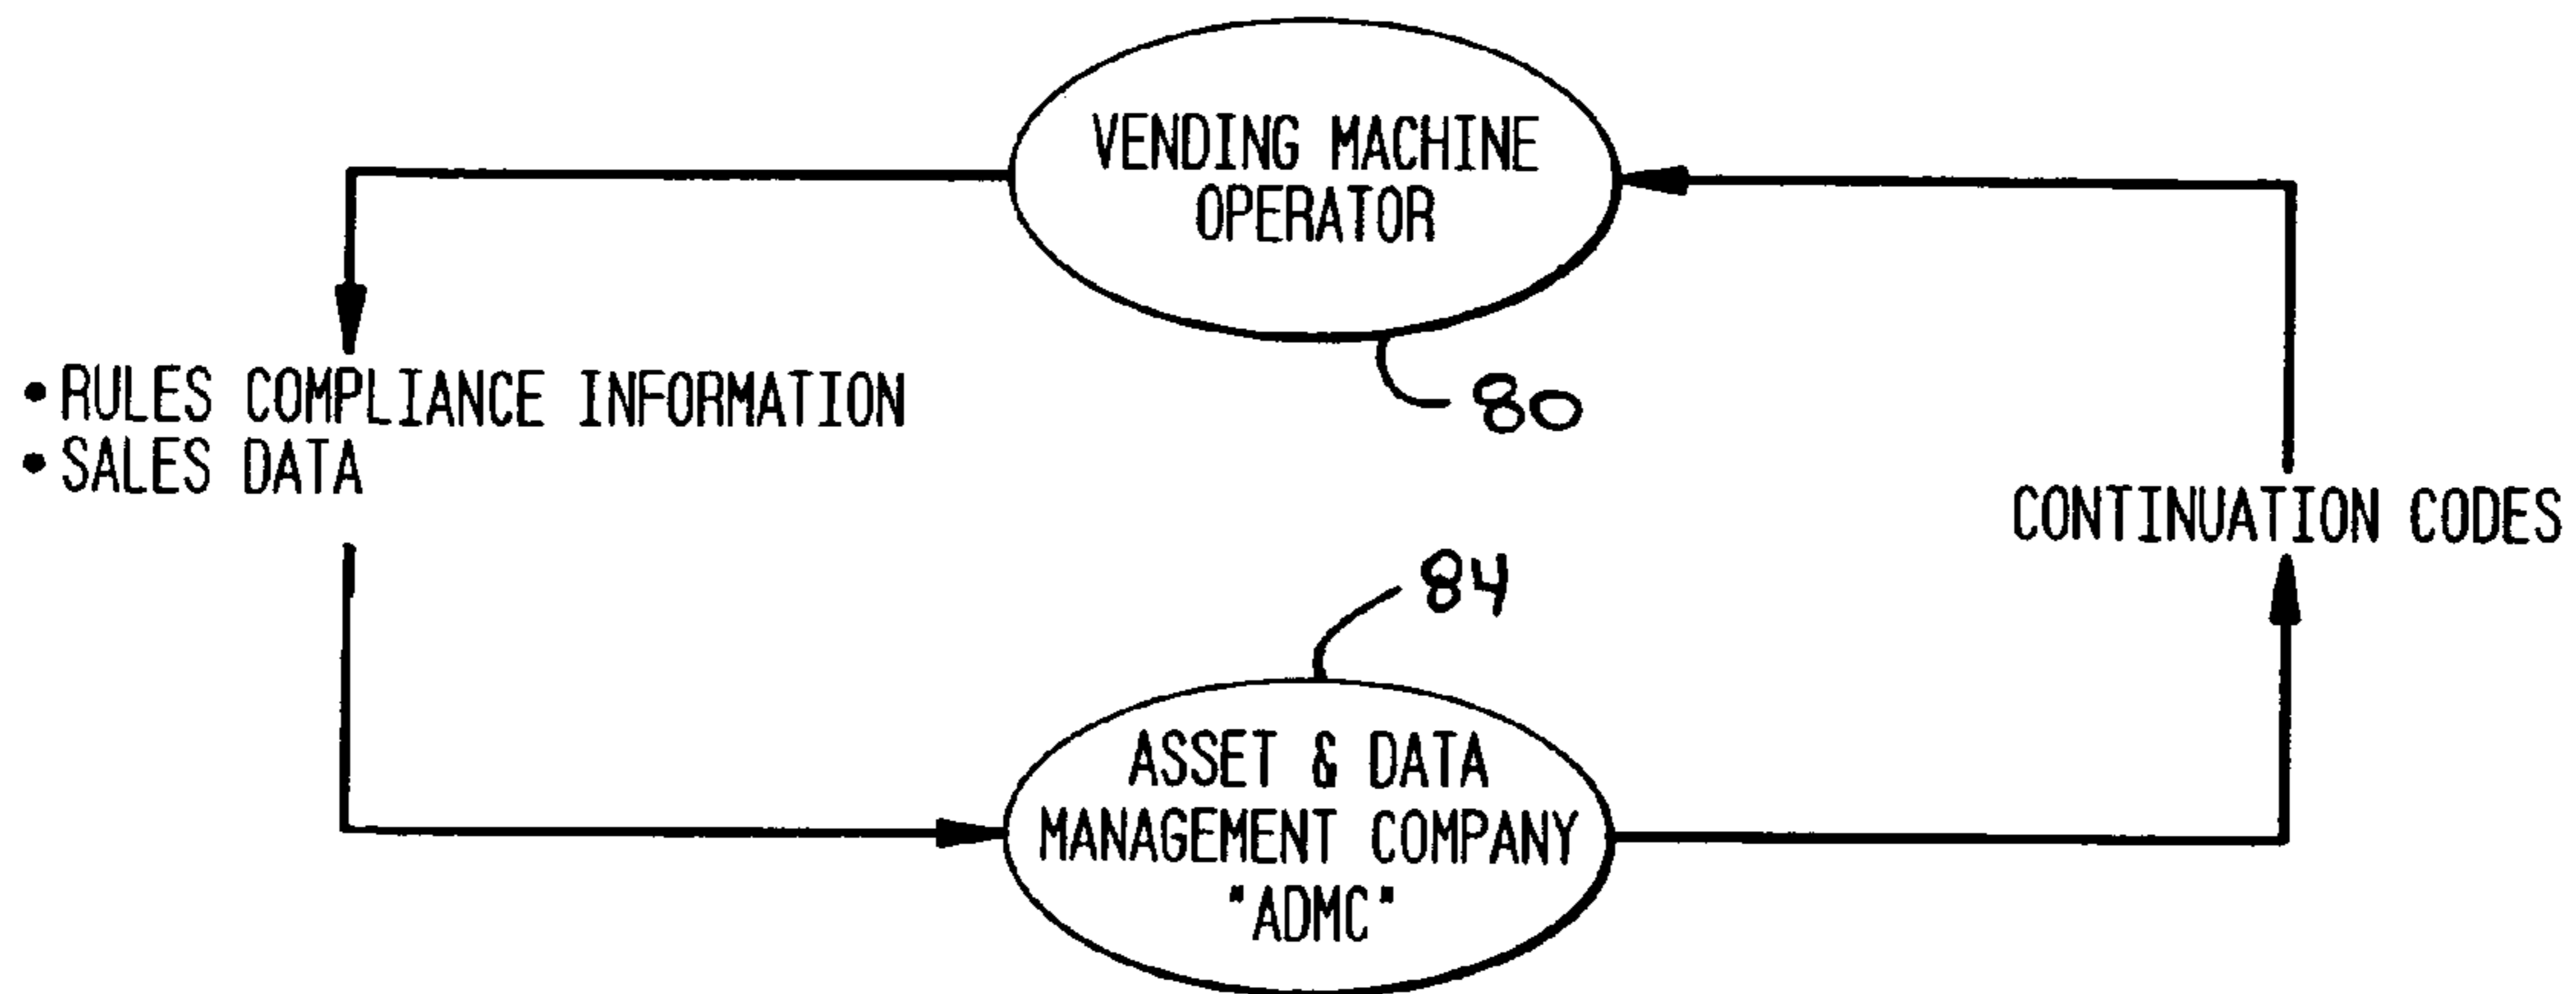 VENDING MACHINE
OPERATOR
80
• RULES COMPLIANCE INFORMATION
• SALES DATA
CONTINUATION CODES
84
ASSET & DATA
MANAGEMENT COMPANY
"ADMC"